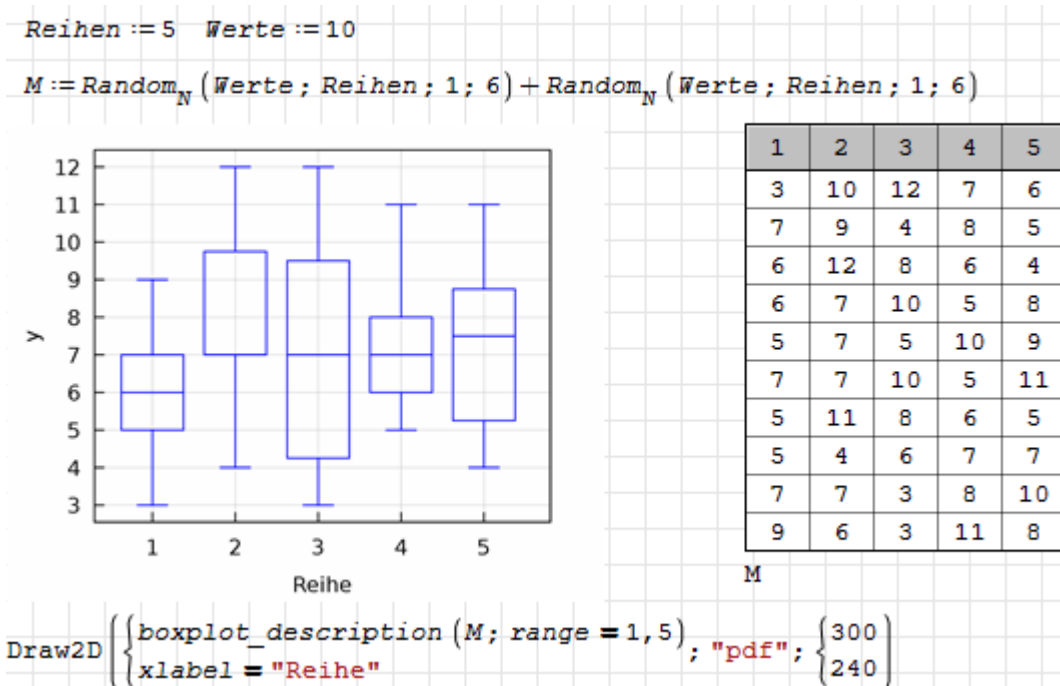 Reihen := 5 Werte := 10
M := Random_N (Werte ; Reihen ; 1 ; 6) + Random_N (Werte ; Reihen ; 1 ; 6)
12
11
10
9
8
7
6
5
4
3
y
1 2 3 4 5
Reihe
1 2 3 4 5
3 10 12 7 6
7 9 4 8 5
6 12 8 6 4
6 7 10 5 8
5 7 5 10 9
7 7 10 5 11
5 11 8 6 5
5 4 6 7 7
7 7 3 8 10
9 6 3 11 8
M
Draw2D ( { boxplot_description (M ; range = 1,5) ; "pdf" ; { 300
xlabel = "Reihe" 240 )